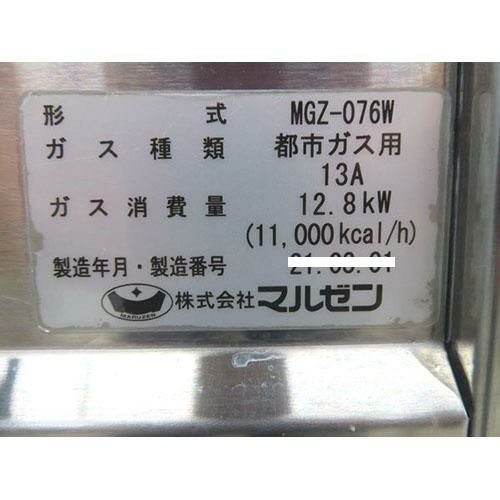 形式 MGZ-076W
ガス種類 都市ガス用
13A
ガス消費量 12.8kW
(11,000kcal/h)
製造年月・製造番号
MARUZEN 株式会社マルゼン